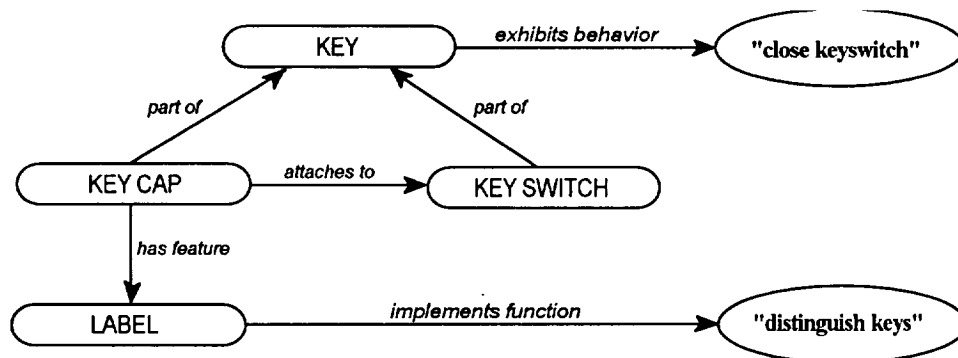 KEY
exhibits behavior
"close keyswitch"
part of
part of
KEY CAP
attaches to
KEY SWITCH
has feature
LABEL
implements function
"distinguish keys"